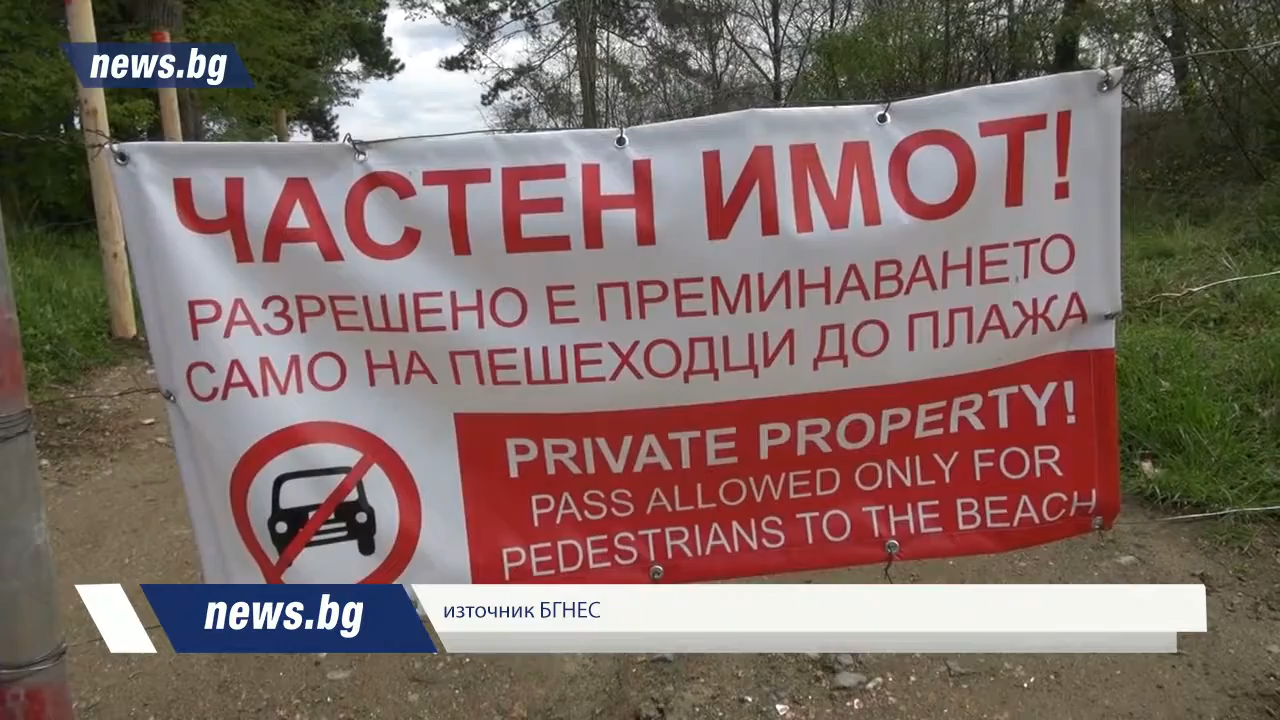 news.bg
ЧАСТЕН ИМОТ!
РАЗРЕШЕНО Е ПРЕМИНАВАНЕТО
САМО НА ПЕШЕХОДЦИ ДО ПЛАЖА
PRIVATE PROPERTY!
PASS ALLOWED ONLY FOR
PEDESTRIANS TO THE BEACH
news.bg
източник БГНЕС